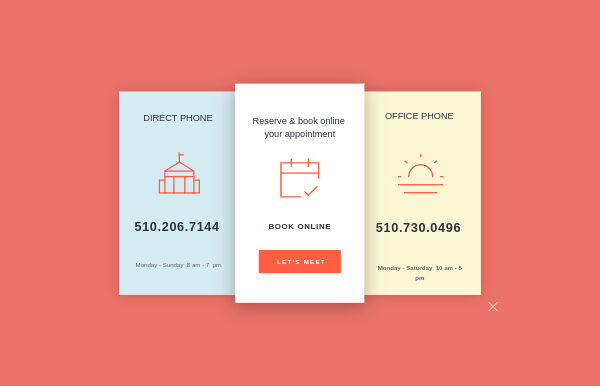 DIRECT PHONE
510.206.7144
Monday - Sunday 8 am - 7 pm
Reserve & book online
your appointment
BOOK ONLINE
LET'S MEET
OFFICE PHONE
510.730.0496
Monday - Saturday 10 am - 5
pm